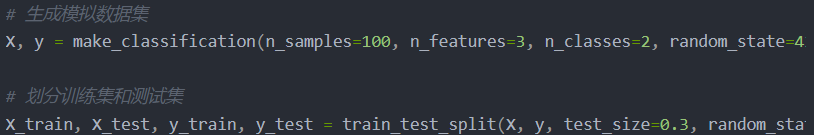 # 生成模拟数据集
X, y = make_classification(n_samples=100, n_features=3, n_classes=2, random_state=4
# 划分训练集和测试集
X_train, X_test, y_train, y_test = train_test_split(X, y, test_size=0.3, random_sta